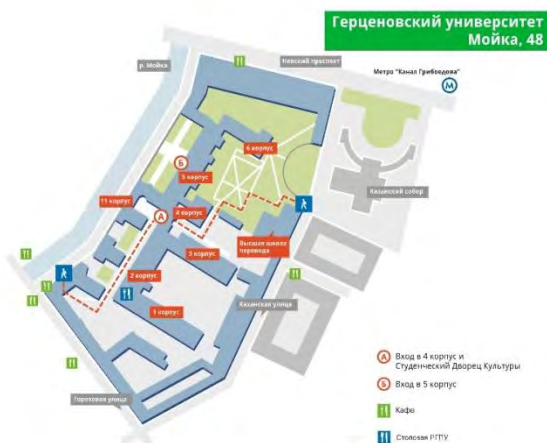 Герценовский университет
Мойка, 48
Невский проспект
р. Мойка
Метро "Канал Грибоедова"
М
6 корпус
Б
5 корпус
Казанский собор
11 корпус
4 корпус
А
Высшая школа
перевода
3 корпус
2 корпус
Казанская улица
1 корпус
Гороховая улица
А Вход в 4 корпус и
Студенческий Дворец Культуры
Б Вход в 5 корпус
Кафе
Столовая РГПУ